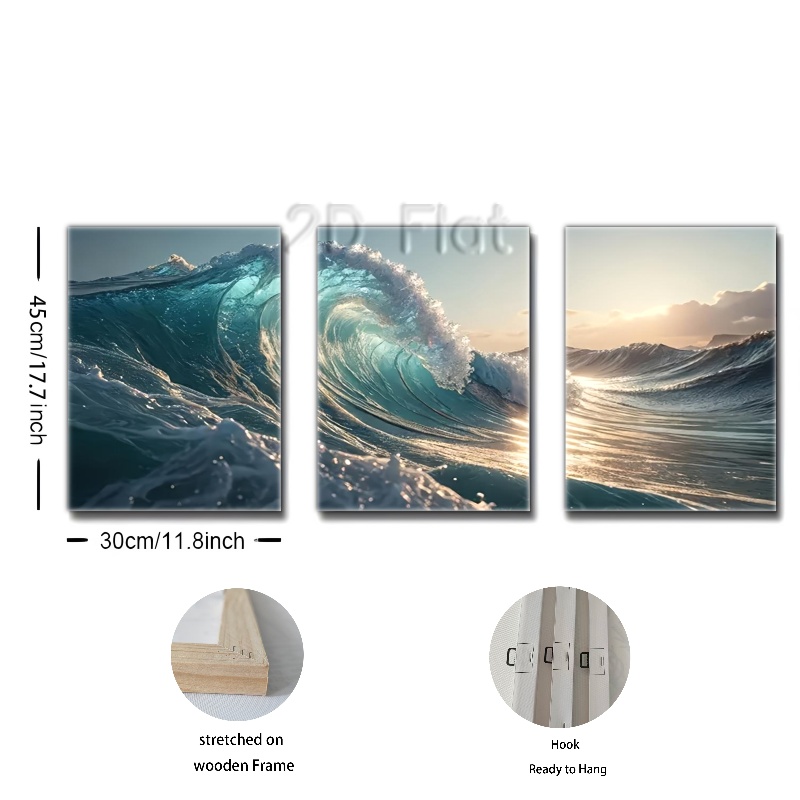 2D Flat
45cm/17.7inch
30cm/11.8inch
stretched on
wooden Frame
Hook
Ready to Hang